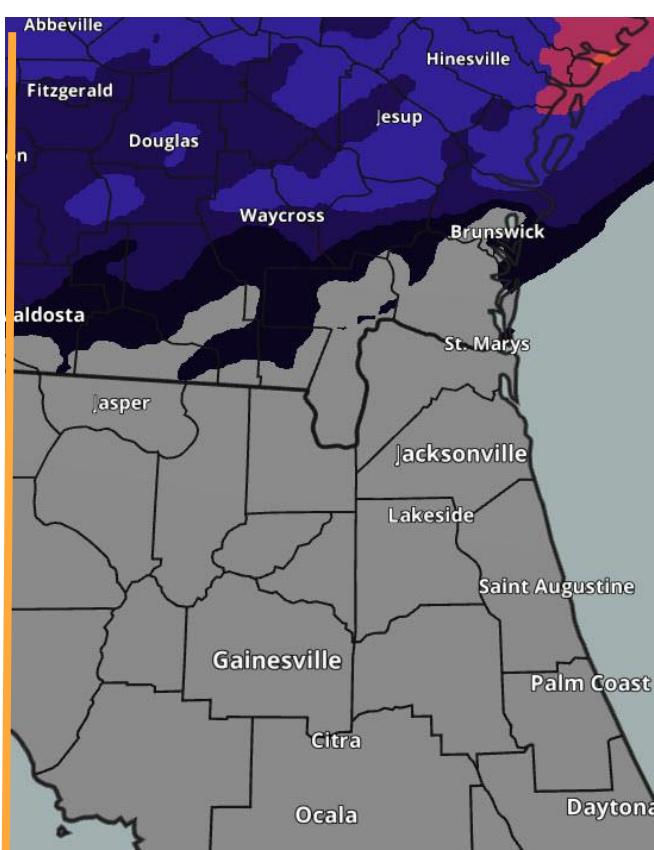 Abbeville
Hinesville
Fitzgerald
Jesup
Douglas
on
Waycross
Brunswick
aldosta
St. Marys
Jasper
Jacksonville
Lakeside
Saint Augustine
Gainesville
Palm Coast
Citra
Daytona
Ocala